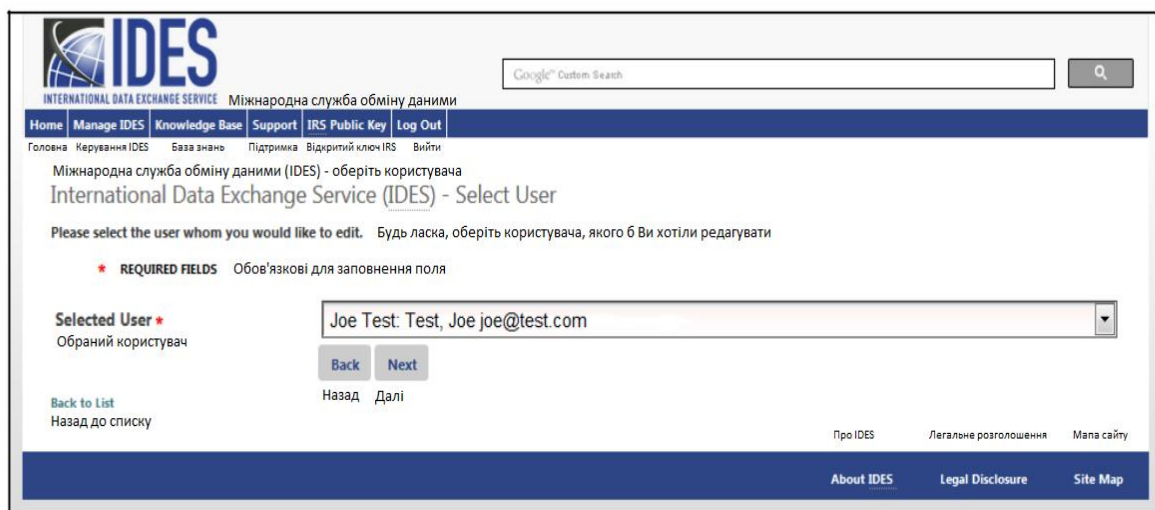 IDES
INTERNATIONAL DATA EXCHANGE SERVICE Міжнародна служба обміну даними
Google™ Custom Search
Home Manage IDES Knowledge Base Support IRS Public Key Log Out
Головна Керування IDES База знань Підтримка Відкритий ключ IRS Вийти
Міжнародна служба обміну даними (IDES) - оберіть користувача
International Data Exchange Service (IDES) - Select User
Please select the user whom you would like to edit. Будь ласка, оберіть користувача, якого б Ви хотіли редагувати
* REQUIRED FIELDS Обов'язкові для заповнення поля
Selected User * Joe Test: Test, Joe joe@test.com
Обраний користувач
Back Next
Назад Далі
Back to List
Назад до списку
Про IDES Легальне розголошення Мапа сайту
About IDES Legal Disclosure Site Map